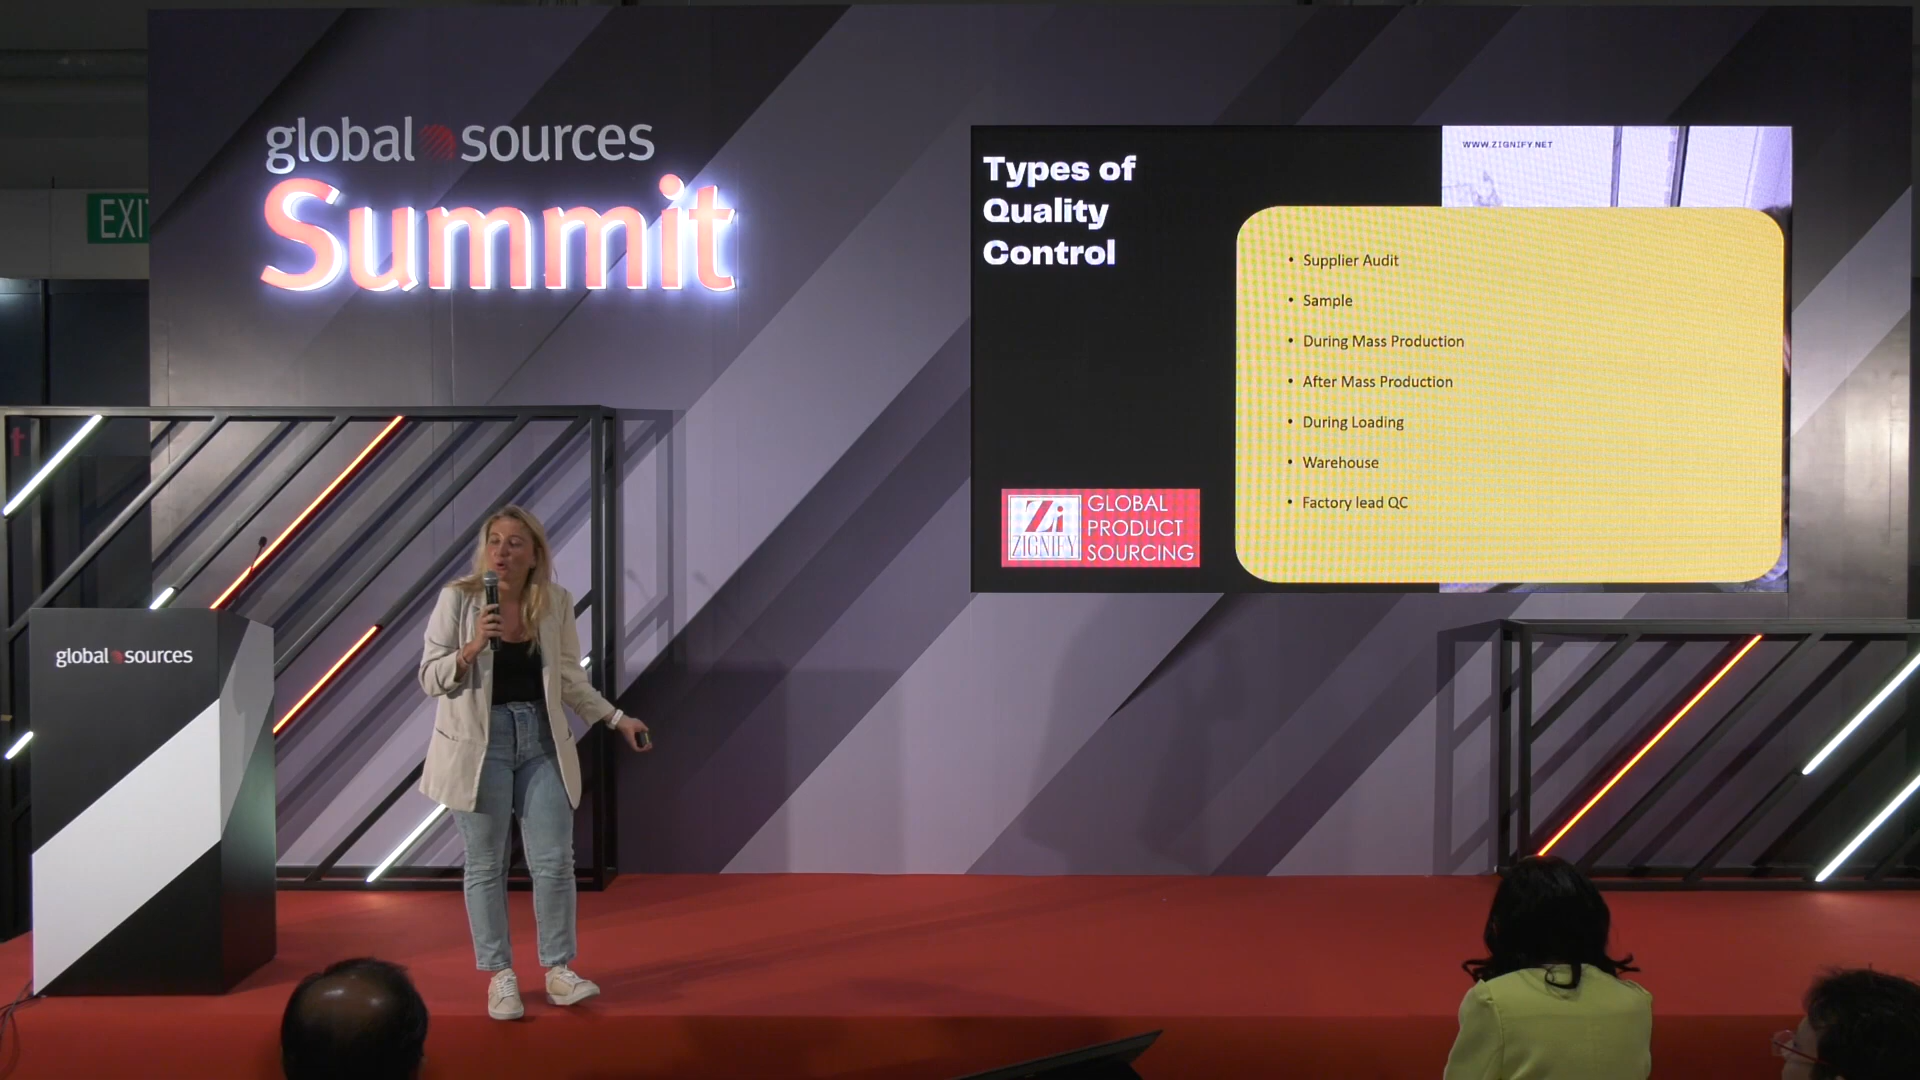 global sources
Summit
EXI
Types of
Quality
Control
WWW.ZIGNIFY.NET
• Supplier Audit
• Sample
• During Mass Production
• After Mass Production
• During Loading
• Warehouse
• Factory lead QC
Zi
ZIGNIFY
GLOBAL
PRODUCT
SOURCING
global sources
t